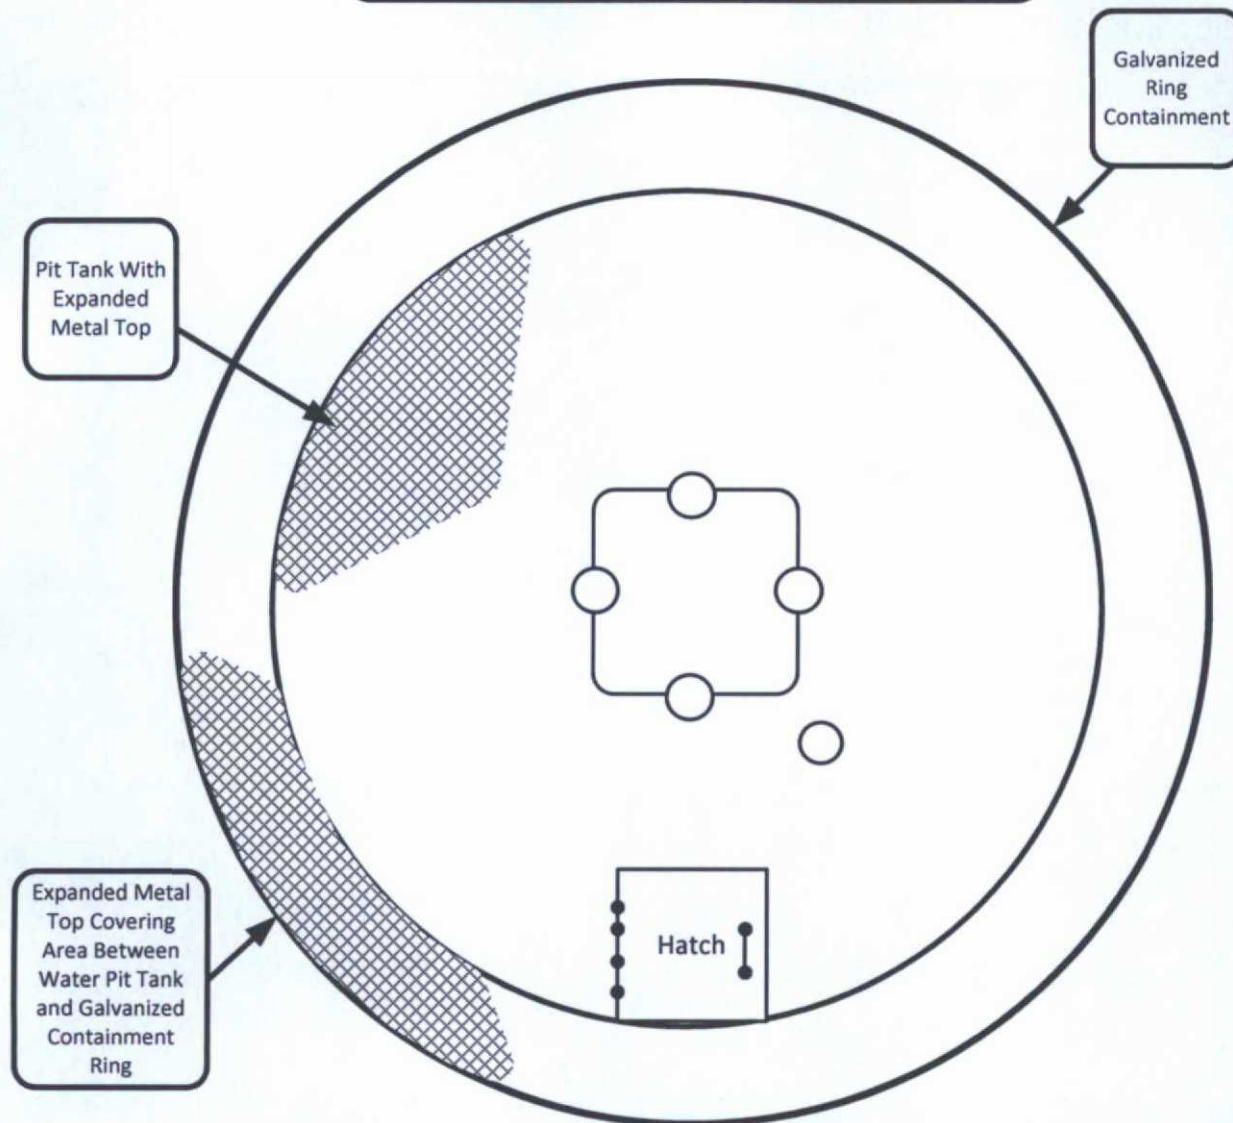 Galvanized
Ring
Containment
Pit Tank With
Expanded
Metal Top
Expanded Metal
Top Covering
Area Between
Water Pit Tank
and Galvanized
Containment
Ring
Hatch